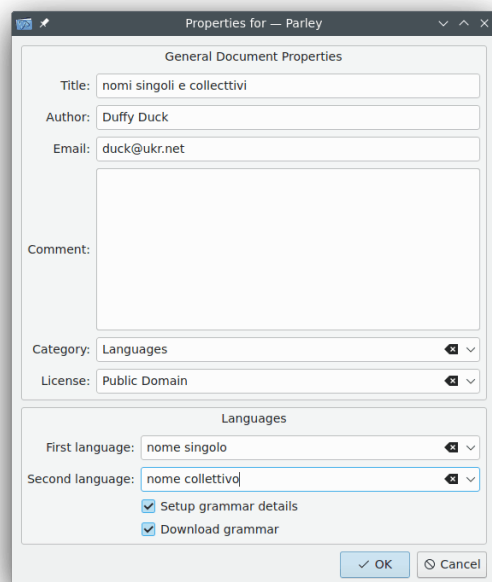 Properties for — Parley
General Document Properties
Title: nomi singoli e collecttivi
Author: Duffy Duck
Email: duck@ukr.net
Comment:
Category: Languages
License: Public Domain
Languages
First language: nome singolo
Second language: nome collettivo
Setup grammar details
Download grammar
OK Cancel